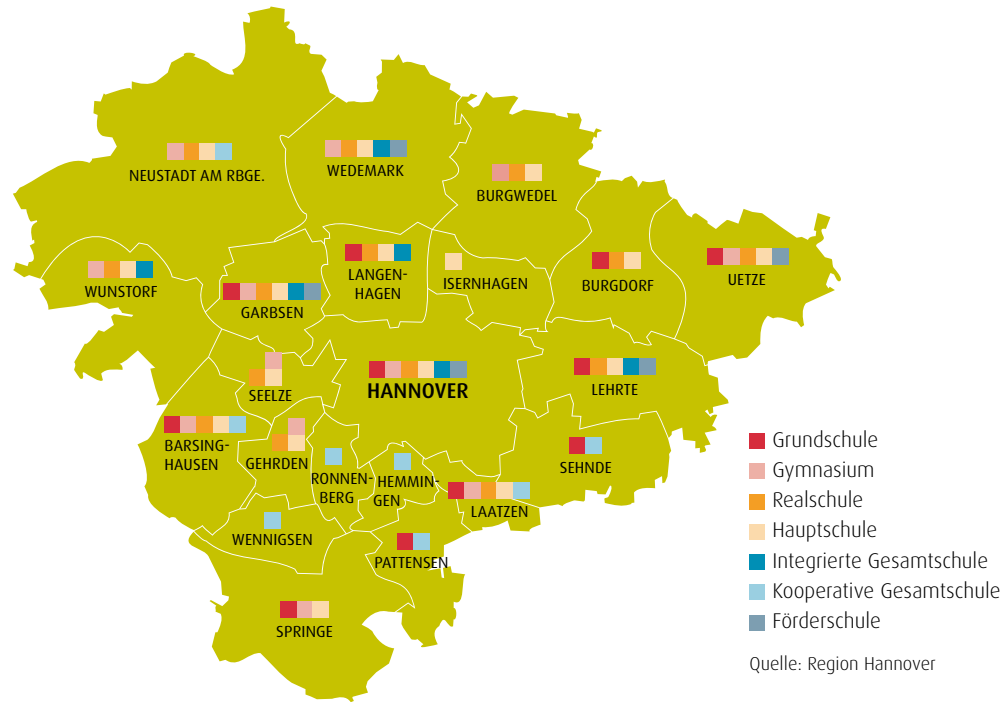 NEUSTADT AM RBGE.
WEDEMARK
BURGWEDEL
WUNSTORF
GARBSEN
LANGEN-
HAGEN
ISERNHAGEN
BURGDORF
UETZE
SEELZE
HANNOVER
LEHRTE
BARSING-
HAUSEN
GEHRDEN
RONNEN-
BERG
HEMMIN-
GEN
LAATZEN
SEHNDE
WENNIGSEN
PATTENSEN
SPRINGE
Grundschule
Gymnasium
Realschule
Hauptschule
Integrierte Gesamtschule
Kooperative Gesamtschule
Förderschule
Quelle: Region Hannover